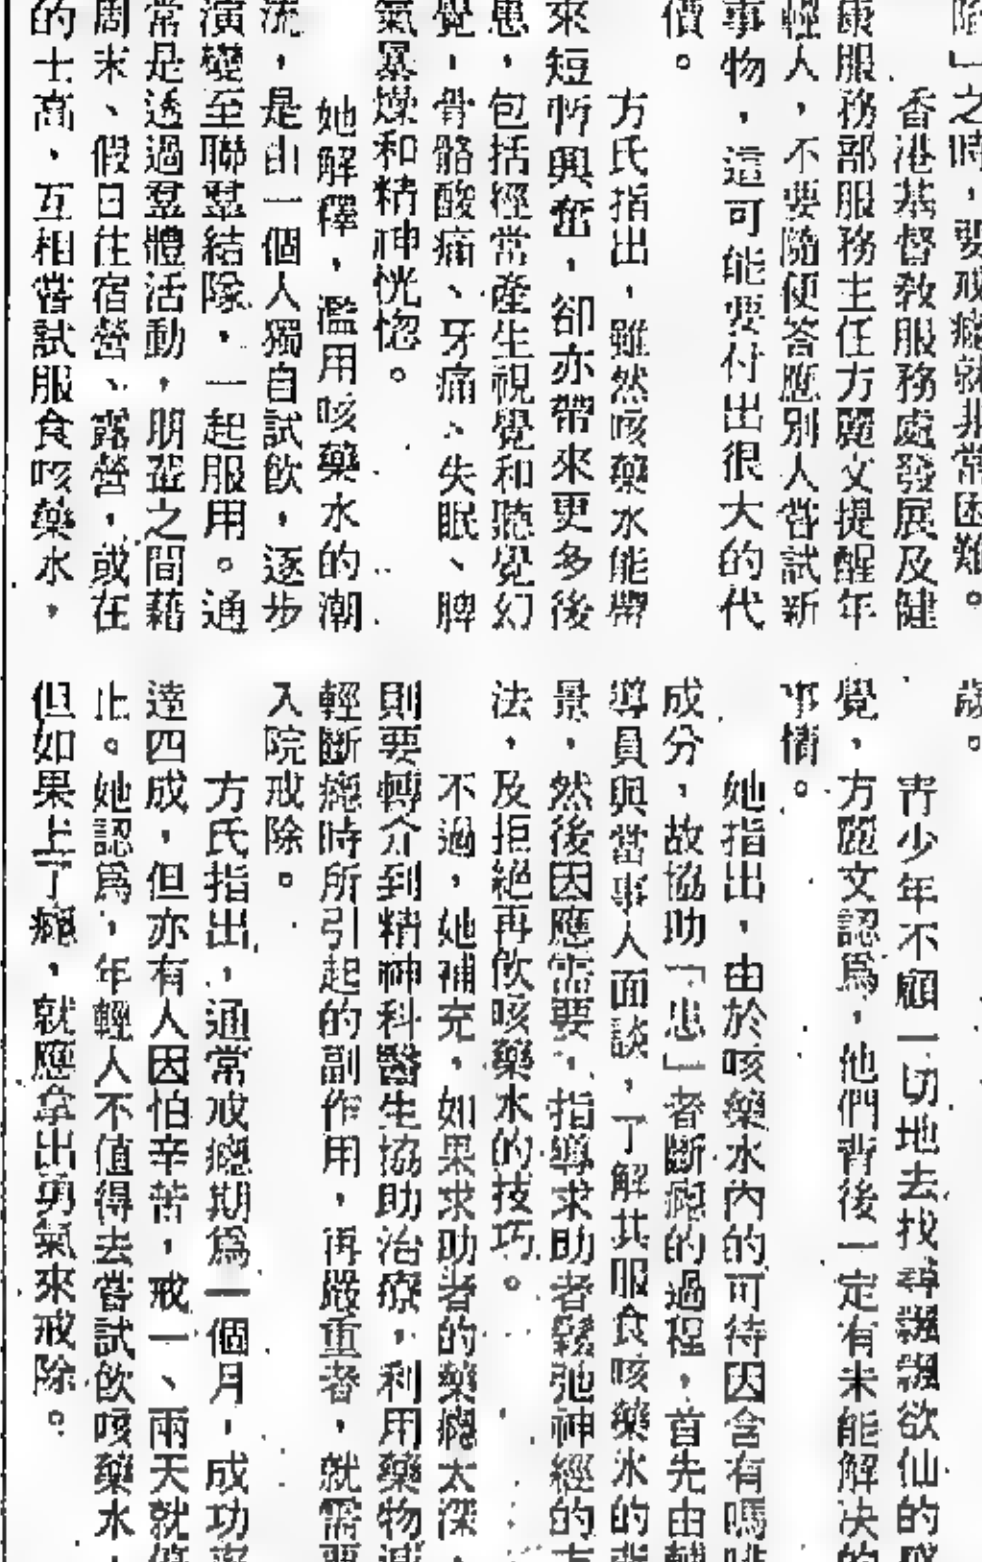 陷」之時，要戒癮就非常困難。
香港基督教服務處發展及健
康服務部服務主任方麗文提醒年
輕人，不要隨便答應別人嘗試新
事物，這可能要付出很大的代
價。
方氏指出，雖然咳藥水能帶
來短暫興奮，卻亦帶來更多後
患，包括經常產生視覺和聽覺幻
覺，骨骼酸痛、牙痛、失眠、脾
氣暴燥和精神恍惚。
她解釋，濫用咳藥水的潮
流，是由一個人獨自試飲，逐步
演變至聯羣結隊，一起服用。通
常是透過羣體活動，朋輩之間藉
周末、假日往宿營、露營，或在
的士高，互相嘗試服食咳藥水，
歲。
青少年不顧一切地去找尋飄飄欲仙的感
覺，方麗文認爲，他們背後一定有未能解決的
事情。
她指出，由於咳藥水內的可待因含有嗎啡
成分，故協助「患」者斷癮的過程，首先由輔
導員與當事人面談，了解其服食咳藥水的背
景，然後因應需要，指導求助者鬆弛神經的方
法，及拒絕再飲咳藥水的技巧。
不過，她補充，如果求助者的藥癮太深，
則要轉介到精神科醫生協助治療，利用藥物減
輕斷癮時所引起的副作用，再嚴重者，就需要
入院戒除。
方氏指出，通常戒癮期爲一個月，成功率
達四成，但亦有人因怕辛苦，戒一、兩天就停
止。她認爲，年輕人不值得去嘗試飲咳藥水，
但如果上了癮，就應拿出勇氣來戒除。